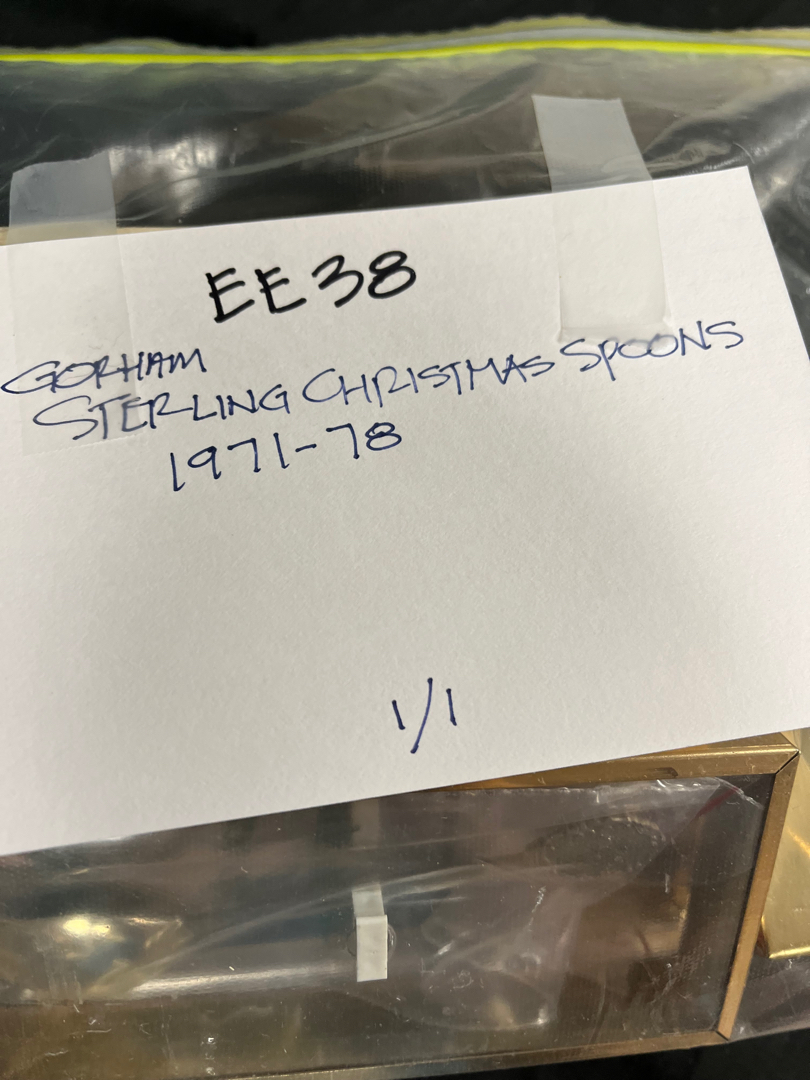 EE38
GORHAM
STERLING CHRISTMAS SPOONS
1971-78
1/1